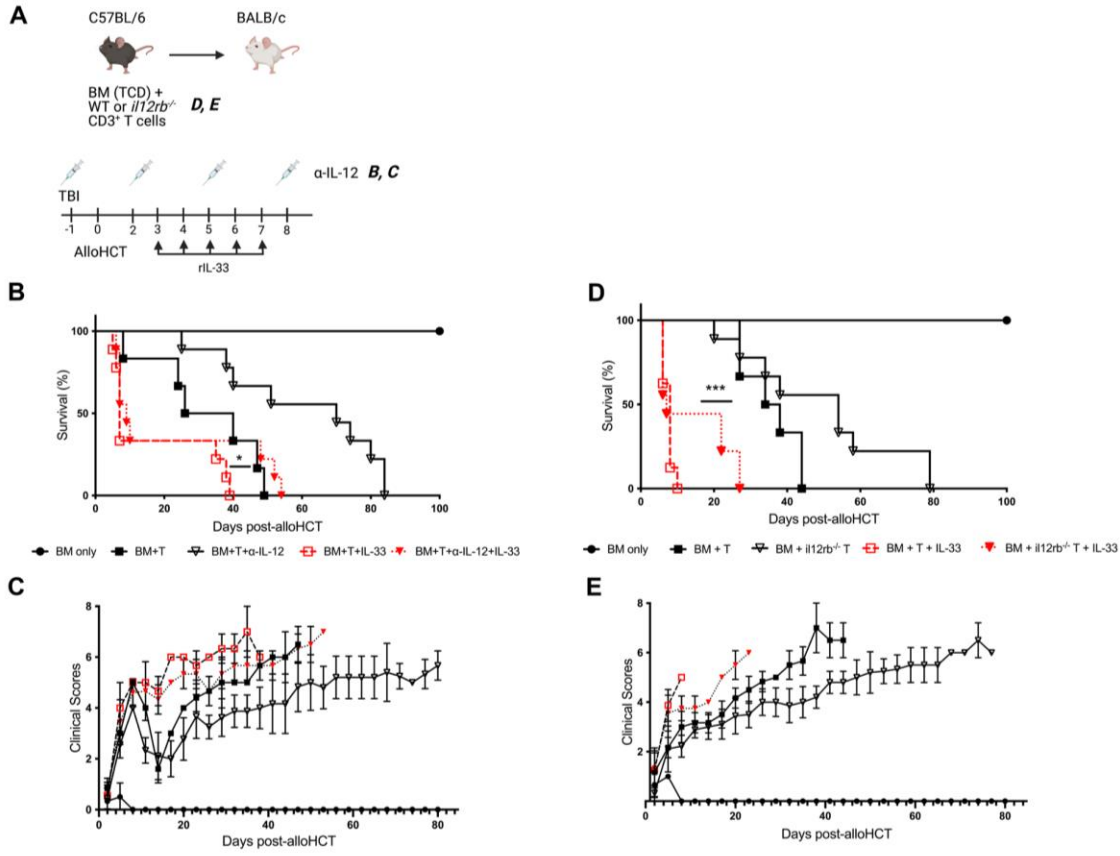 A
C57BL/6 BALB/c
BM (TCD) +
WT or il12rb-/- D, E
CD3+ T cells
α-IL-12 B, C
TBI
-1 0 2 3 4 5 6 7 8
AlloHCT
rIL-33
B
Survival (%)
100
50
0
*
0 20 40 60 80 100
Days post-alloHCT
BM only BM+T BM+T+α-IL-12 BM+T+IL-33 BM+T+α-IL-12+IL-33
D
Survival (%)
100
50
0
***
0 20 40 60 80 100
Days post-alloHCT
BM only BM + T BM + il12rb-/- T BM + T + IL-33 BM + il12rb-/- T + IL-33
C
Clinical Scores
8
6
4
2
0
0 20 40 60 80
Days post-alloHCT
E
Clinical Scores
8
6
4
2
0 20 40 60 80
Days post-alloHCT